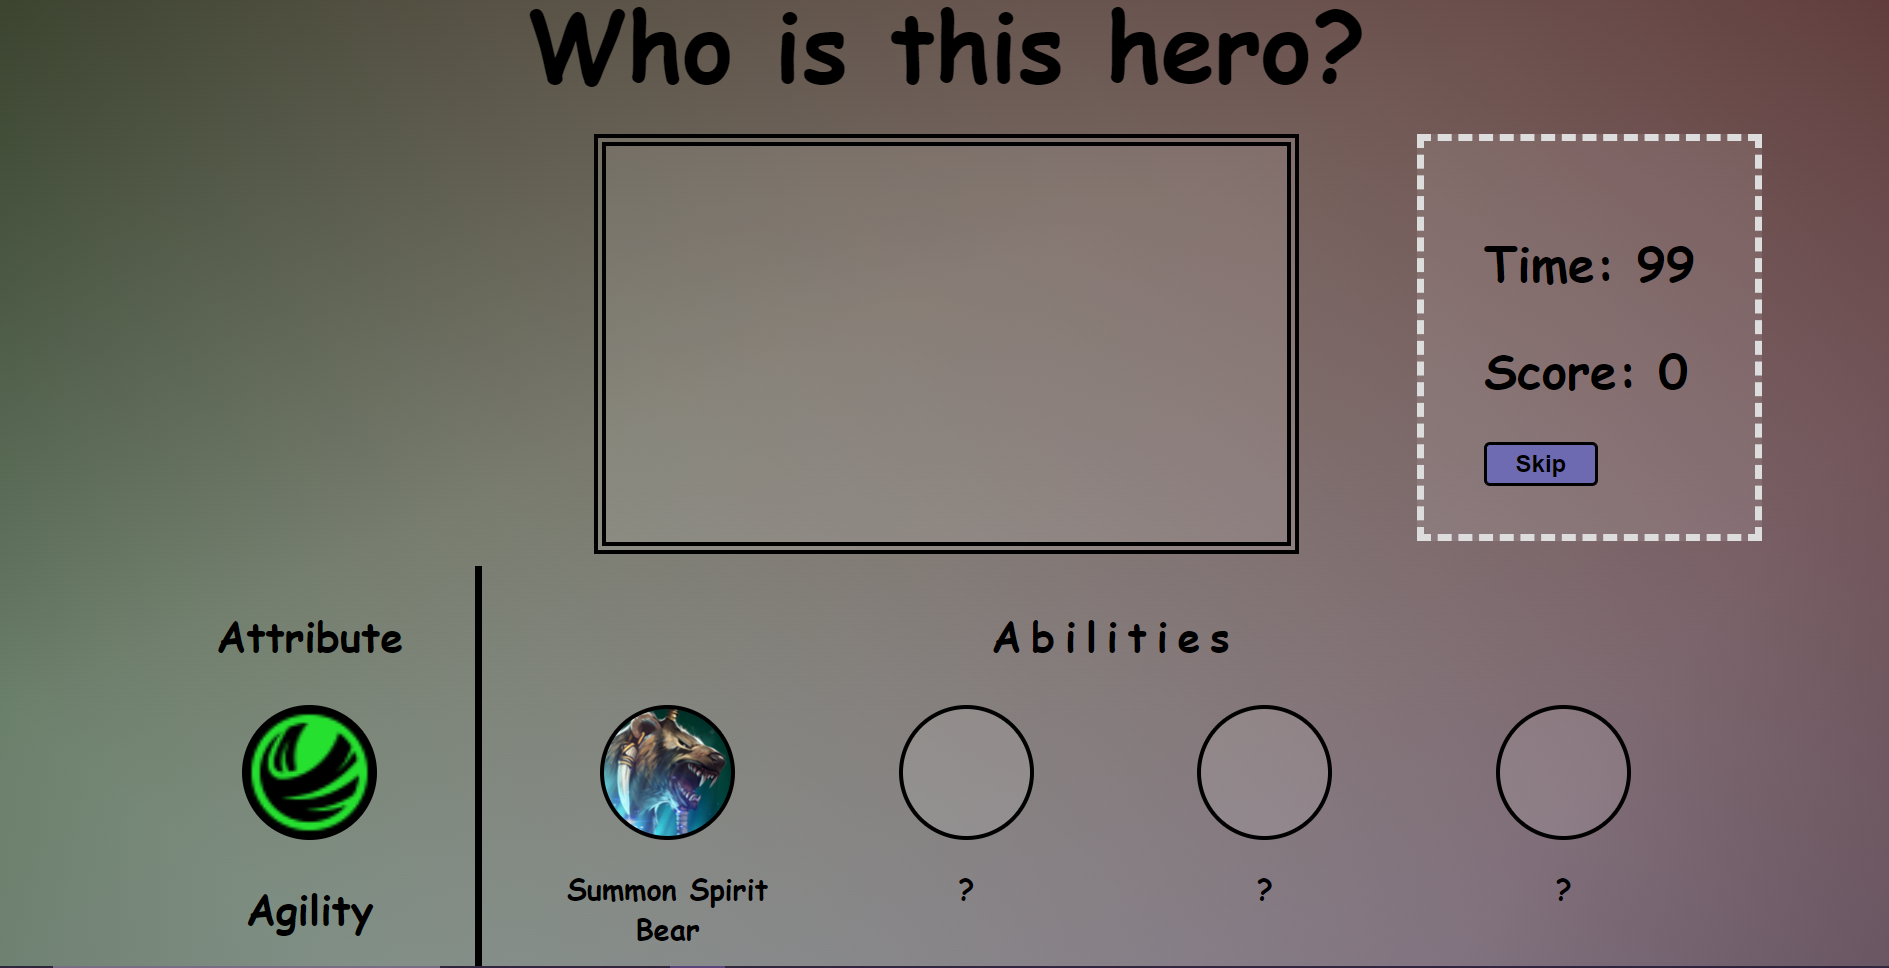 Who is this hero?
Time: 99
Score: 0
Skip
Attribute
Abilities
Agility
Summon Spirit
Bear
?
?
?